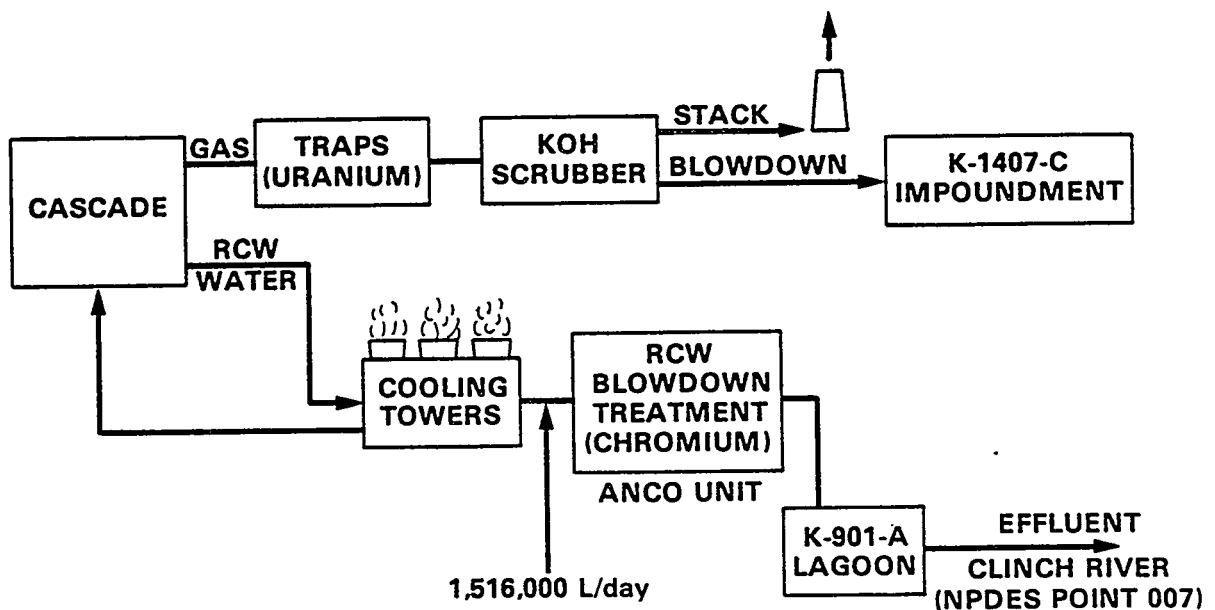 STACK
GAS
TRAPS
(URANIUM)
KOH
SCRUBBER
BLOWDOWN
K-1407-C
IMPOUNDMENT
CASCADE
RCW
WATER
COOLING
TOWERS
RCW
BLOWDOWN
TREATMENT
(CHROMIUM)
ANCO UNIT
K-901-A
LAGOON
EFFLUENT
CLINCH RIVER
(NPDES POINT 007)
1,516,000 L/day